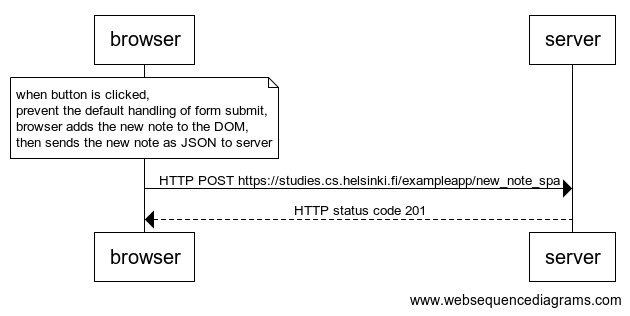 browser
server
when button is clicked,
prevent the default handling of form submit,
browser adds the new note to the DOM,
then sends the new note as JSON to server
HTTP POST https://studies.cs.helsinki.fi/exampleapp/new_note_spa
HTTP status code 201
browser
server
www.websequencediagrams.com